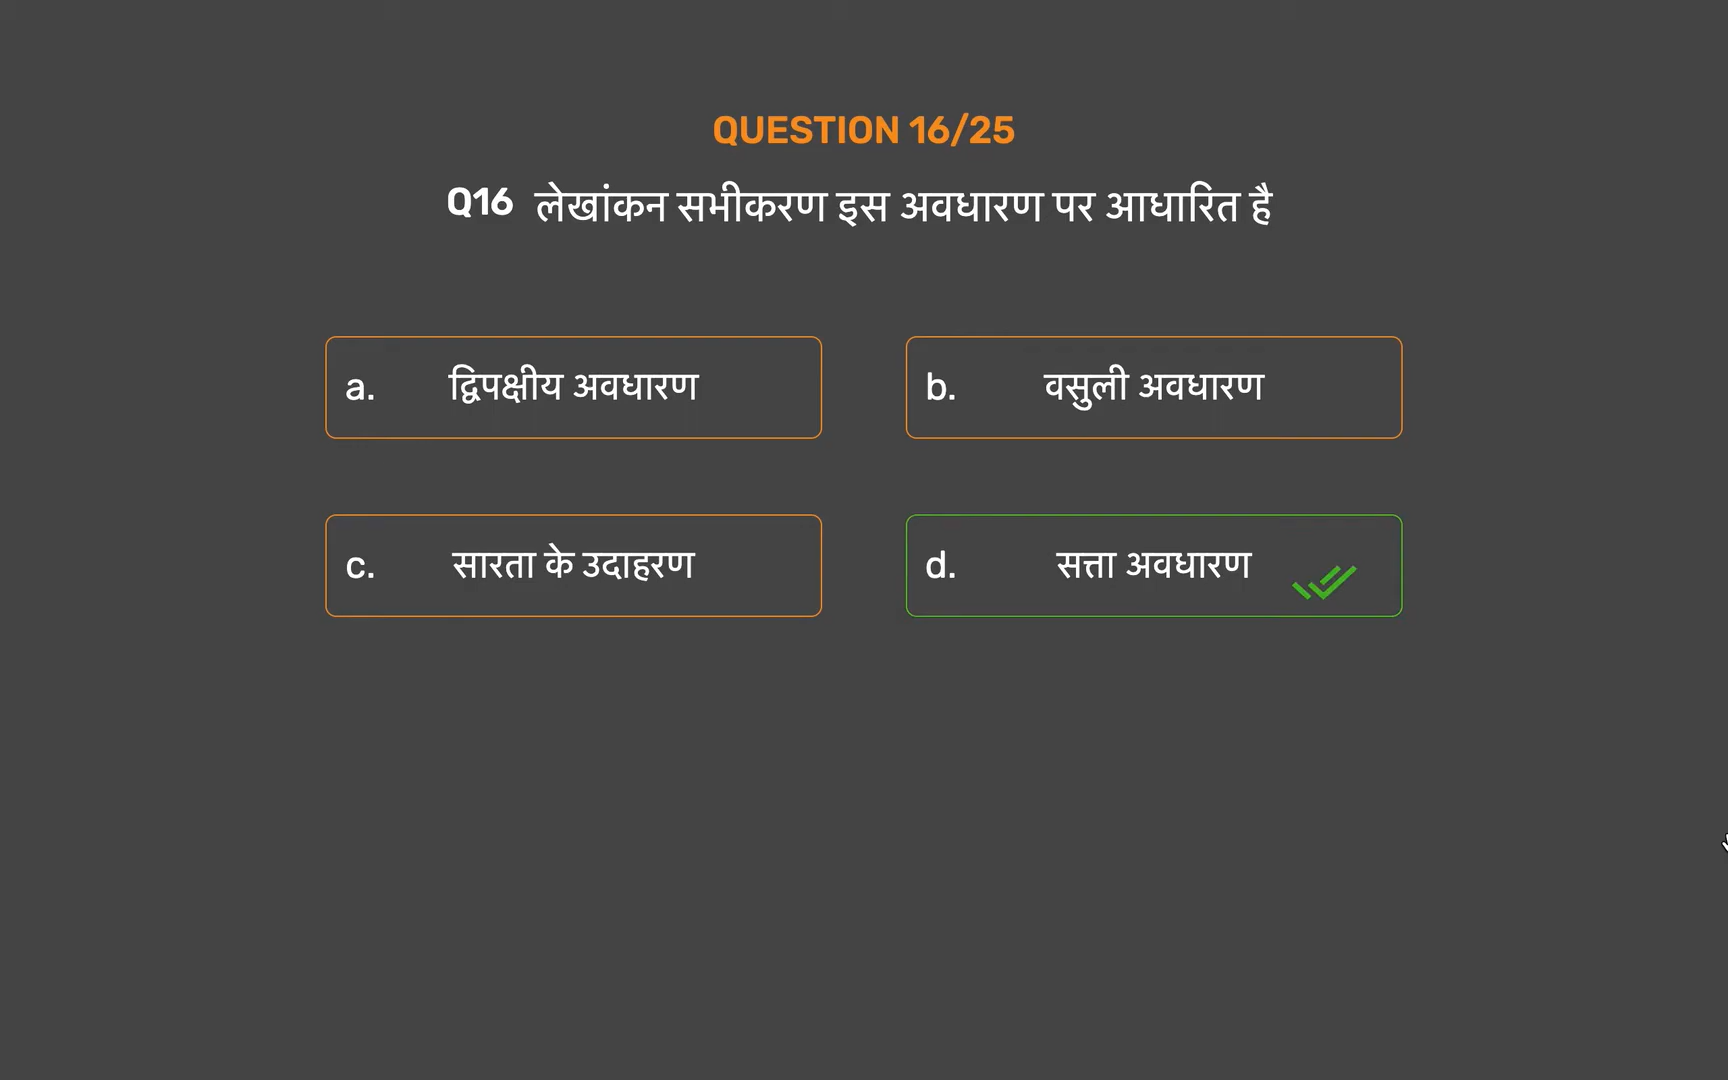 QUESTION 16/25
Q16 लेखांकन सभीकरण इस अवधारण पर आधारित है
a. द्विपक्षीय अवधारण
b. वसुली अवधारण
c. सारता के उदाहरण
d. सत्ता अवधारण